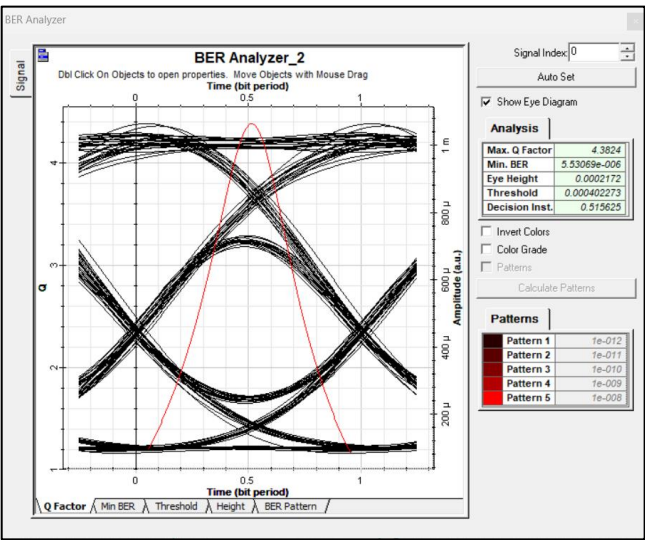 BER Analyzer
Signal
BER Analyzer_2
Dbl Click On Objects to open properties. Move Objects with Mouse Drag
Time (bit period)
0 0.5 1
Q
4
3
2
1
1 m
800 µ
600 µ
400 µ
200 µ
Amplitude (a.u.)
0 0.5 1
Time (bit period)
Q Factor Min BER Threshold Height BER Pattern
Signal Index: 0
Auto Set
Show Eye Diagram
Analysis
Max. Q Factor 4.3824
Min. BER 5.53069e-006
Eye Height 0.0002172
Threshold 0.000402273
Decision Inst. 0.515625
Invert Colors
Color Grade
Patterns
Calculate Patterns
Patterns
Pattern 1 1e-012
Pattern 2 1e-011
Pattern 3 1e-010
Pattern 4 1e-009
Pattern 5 1e-008